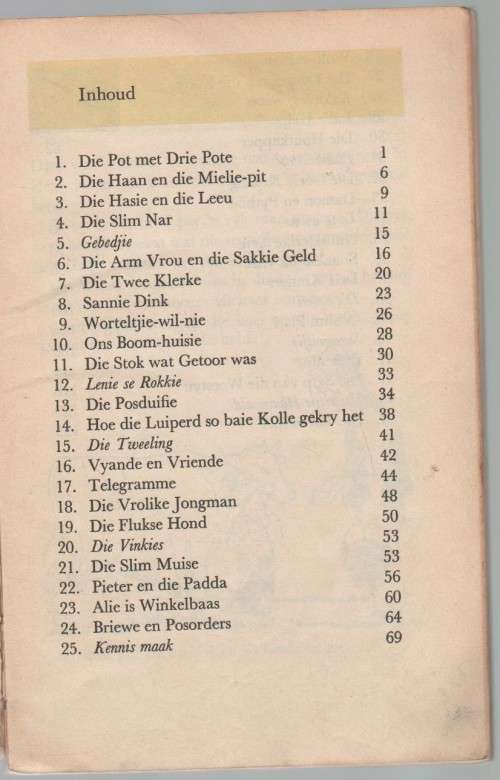 Inhoud
1. Die Pot met Drie Pote 1
2. Die Haan en die Mielie-pit 6
3. Die Hasie en die Leeu 9
4. Die Slim Nar 11
5. Gebedjie 15
6. Die Arm Vrou en die Sakkie Geld 16
7. Die Twee Klerke 20
8. Sannie Dink 23
9. Worteltjie-wil-nie 26
10. Ons Boom-huisie 28
11. Die Stok wat Getoor was 30
12. Lenie se Rokkie 33
13. Die Posduifie 34
14. Hoe die Luiperd so baie Kolle gekry het 38
15. Die Tweeling 41
16. Vyande en Vriende 42
17. Telegramme 44
18. Die Vrolike Jongman 48
19. Die Flukse Hond 50
20. Die Vinkies 53
21. Die Slim Muise 53
22. Pieter en die Padda 56
23. Alie is Winkelbaas 60
24. Briewe en Posorders 64
25. Kennis maak 69